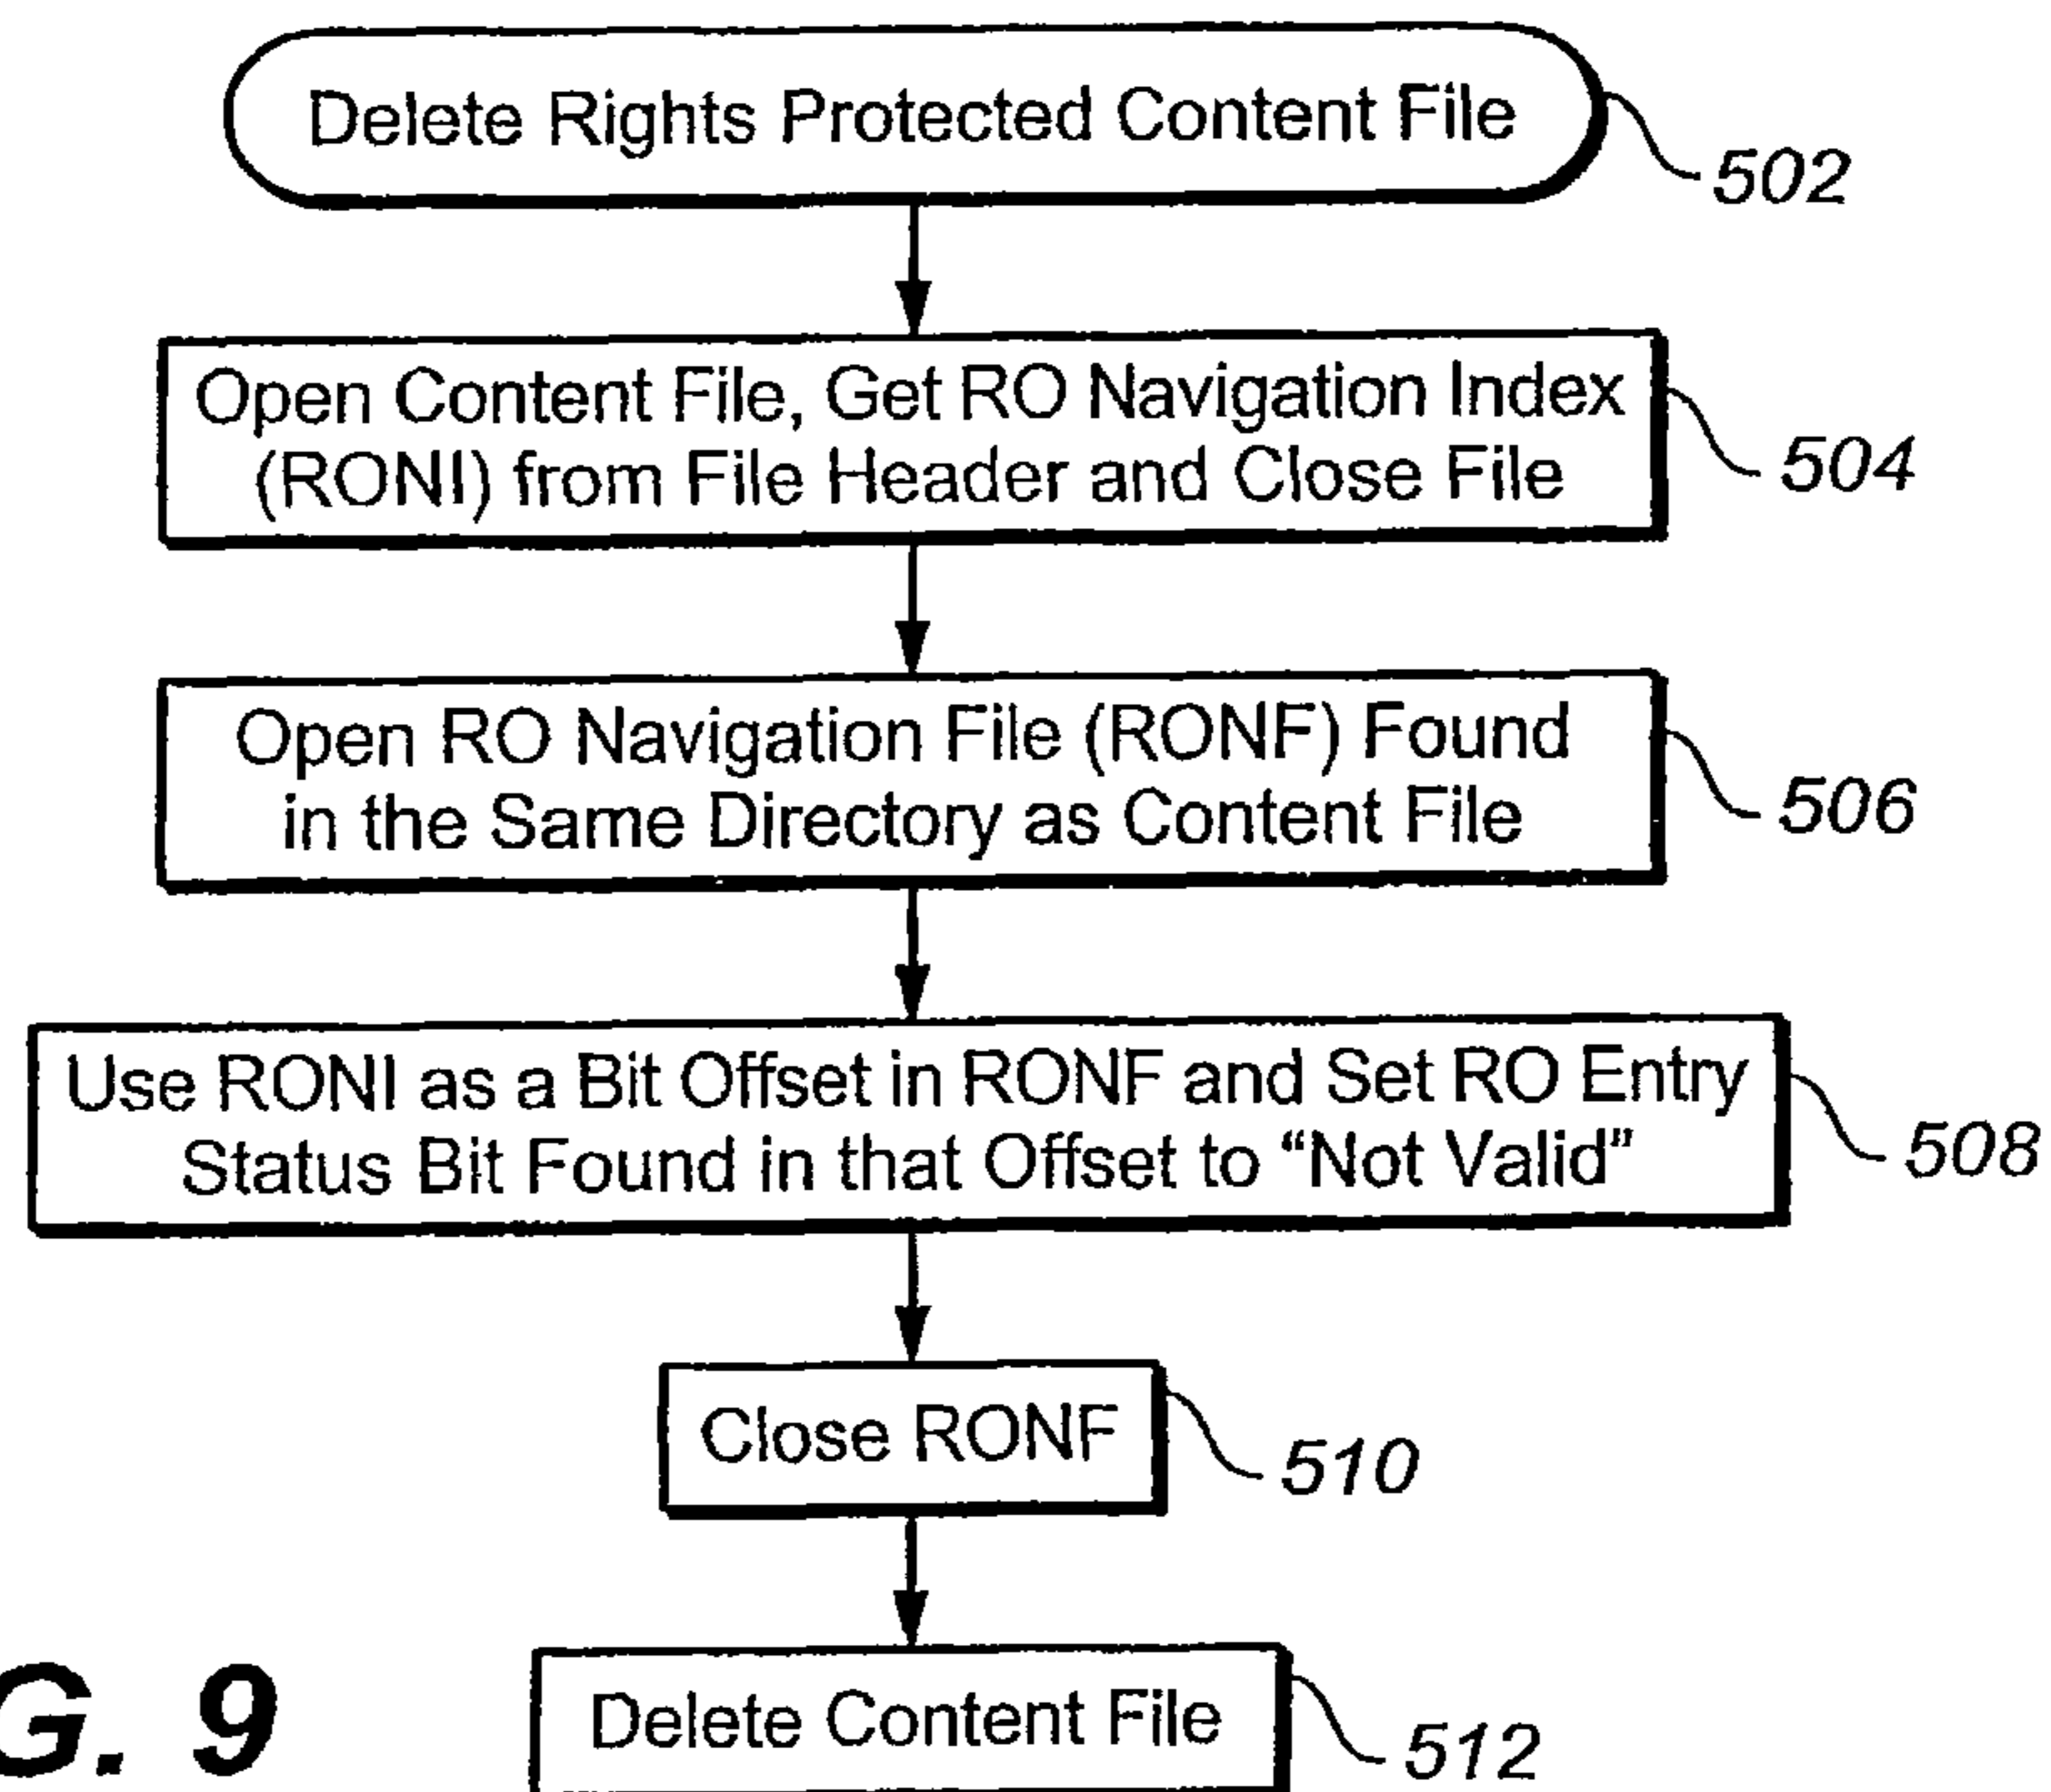 Delete Rights Protected Content File
502
Open Content File, Get RO Navigation Index
(RONI) from File Header and Close File
504
Open RO Navigation File (RONF) Found
in the Same Directory as Content File
506
Use RONI as a Bit Offset in RONF and Set RO Entry
Status Bit Found in that Offset to “Not Valid”
508
Close RONF
510
Delete Content File
512
G. 9